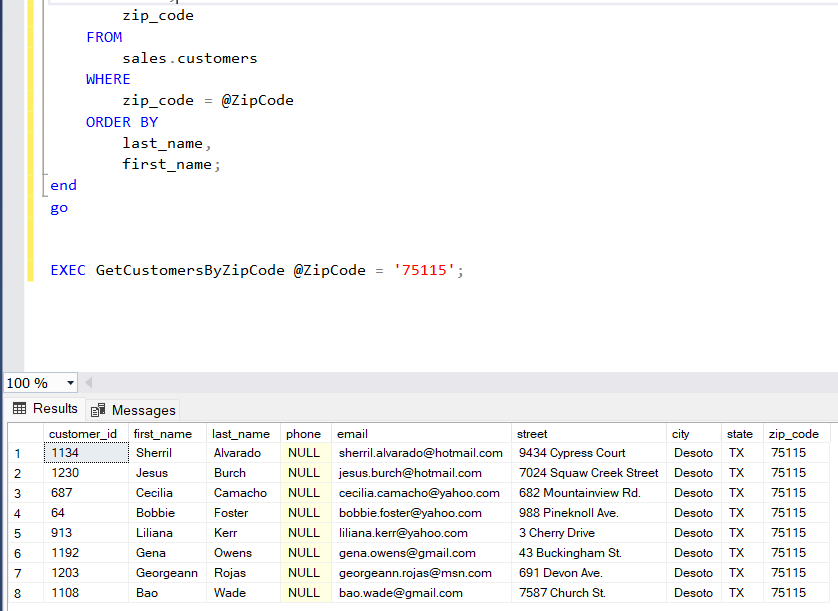 zip_code
FROM
sales.customers
WHERE
zip_code = @ZipCode
ORDER BY
last_name,
first_name;
end
go
EXEC GetCustomersByZipCode @ZipCode = '75115';
100 %
Results Messages
customer_id first_name last_name phone email street city state zip_code
1 1134 Sherril Alvarado NULL sherril.alvarado@hotmail.com 9434 Cypress Court Desoto TX 75115
2 1230 Jesus Burch NULL jesus.burch@hotmail.com 7024 Squaw Creek Street Desoto TX 75115
3 687 Cecilia Camacho NULL cecilia.camacho@yahoo.com 682 Mountainview Rd. Desoto TX 75115
4 64 Bobbie Foster NULL bobbie.foster@yahoo.com 988 Pineknoll Ave. Desoto TX 75115
5 913 Liliana Kerr NULL liliana.kerr@yahoo.com 3 Cherry Drive Desoto TX 75115
6 1192 Gena Owens NULL gena.owens@gmail.com 43 Buckingham St. Desoto TX 75115
7 1203 Georgeann Rojas NULL georgeann.rojas@msn.com 691 Devon Ave. Desoto TX 75115
8 1108 Bao Wade NULL bao.wade@gmail.com 7587 Church St. Desoto TX 75115